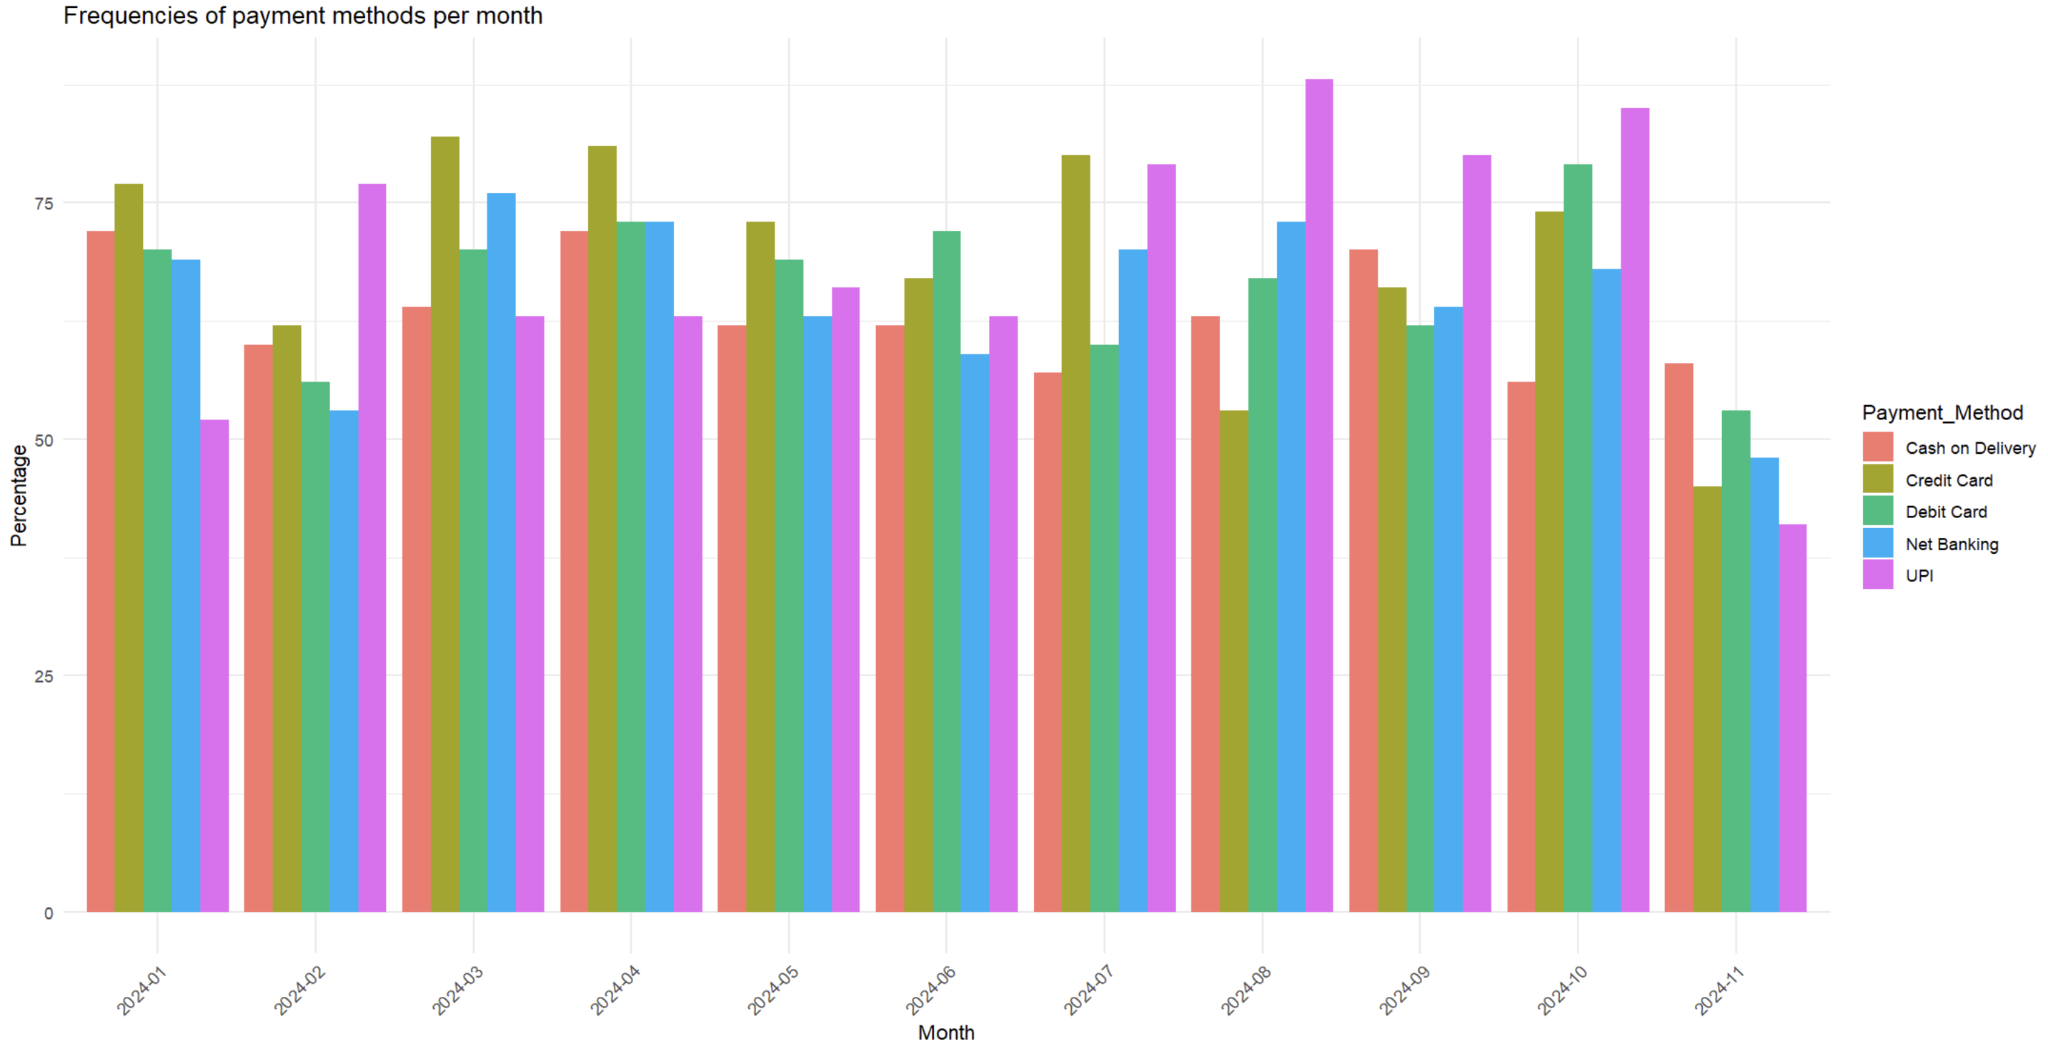 Frequencies of payment methods per month
Percentage
75
50
25
0
2024-01
2024-02
2024-03
2024-04
2024-05
2024-06
2024-07
2024-08
2024-09
2024-10
2024-11
Month
Payment_Method
Cash on Delivery
Credit Card
Debit Card
Net Banking
UPI